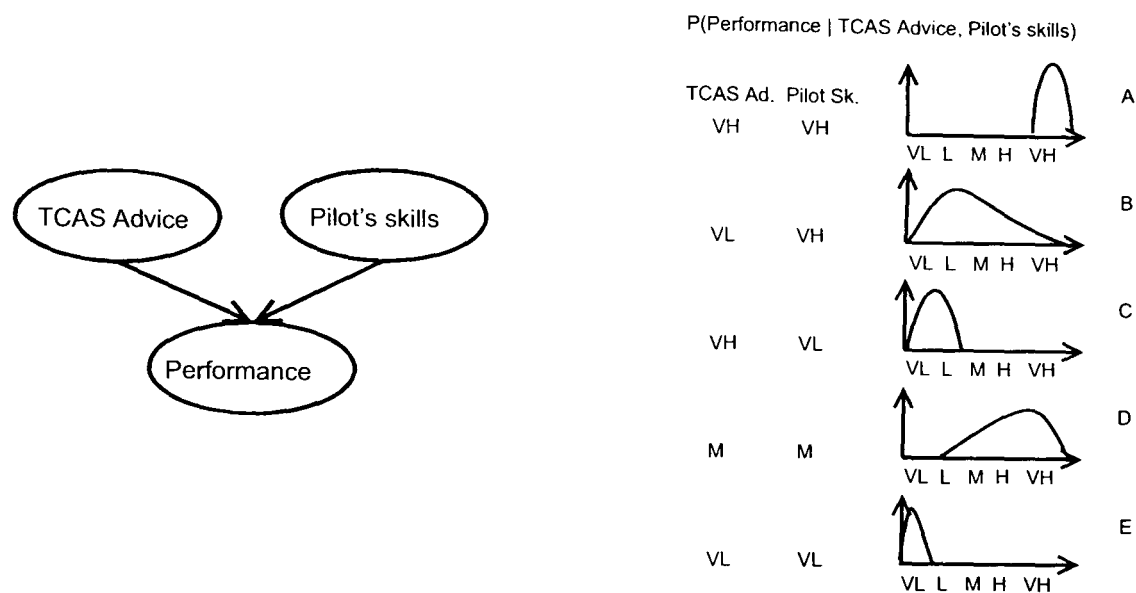 P(Performance | TCAS Advice, Pilot's skills)
TCAS Ad. Pilot Sk.
VH VH
VL L M H VH
A
VL VH
VL L M H VH
B
VH VL
VL L M H VH
C
M M
VL L M H VH
D
VL VL
VL L M H VH
E
TCAS Advice
Pilot's skills
Performance